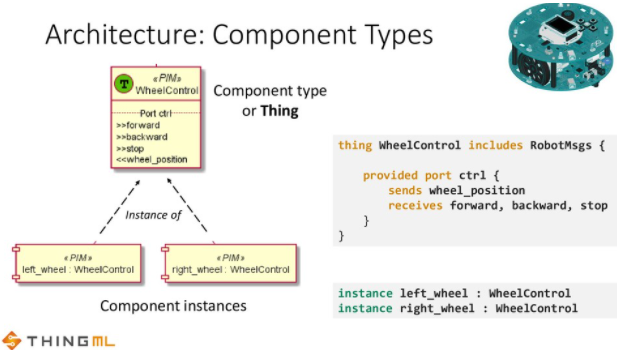 Architecture: Component Types
T
«PIM»
WheelControl
Port ctrl
>>forward
>>backward
>>stop
<<wheel_position
Component type
or Thing
Instance of
«PIM»
left_wheel : WheelControl
«PIM»
right_wheel : WheelControl
Component instances
thing WheelControl includes RobotMsgs {
provided port ctrl {
sends wheel_position
receives forward, backward, stop
}
}
instance left_wheel : WheelControl
instance right_wheel : WheelControl
THINGML